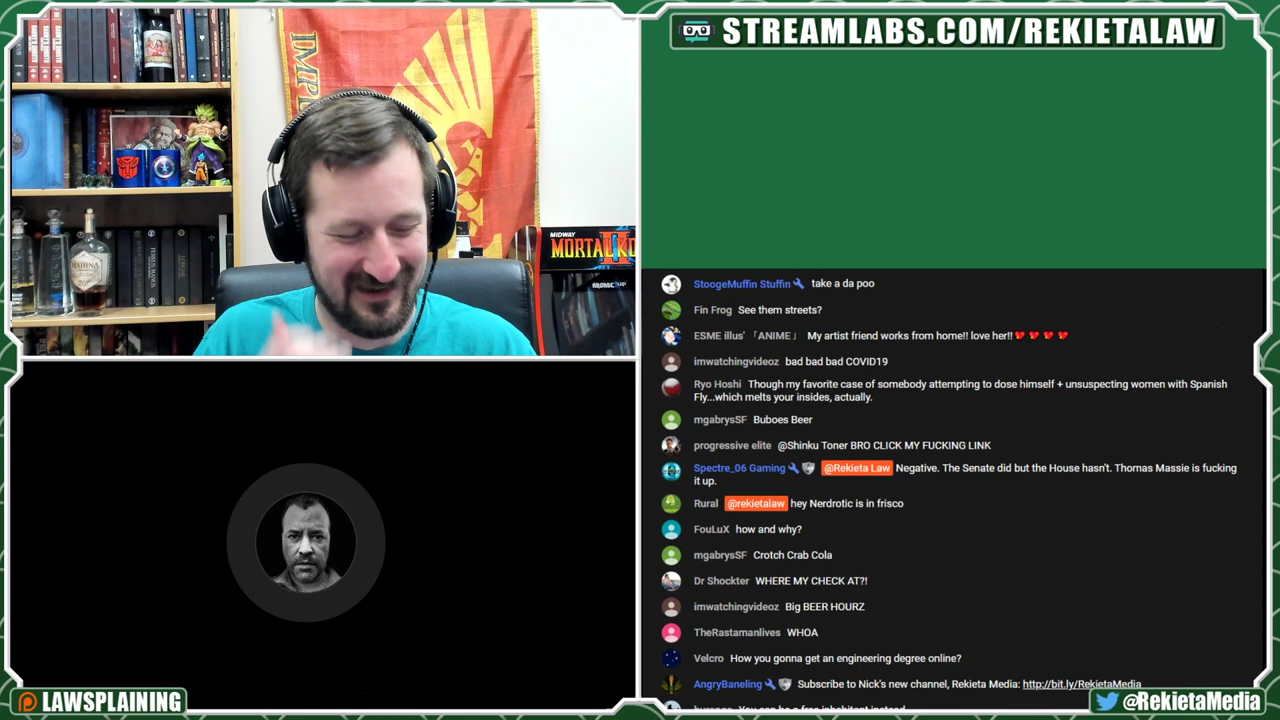 STREAMLABS.COM/REKIETALAW
MIDWAY
MORTAL KO
II
StoogeMuffin Stuffin take a da poo
Fin Frog See them streets?
ESME illus' 「ANIME」 My artist friend works from home!! love her!!
imwatchingvideoz bad bad bad COVID19
Ryo Hoshi Though my favorite case of somebody attempting to dose himself + unsuspecting women with Spanish
Fly...which melts your insides, actually.
mgabrysSF Buboes Beer
progressive elite @Shinku Toner BRO CLICK MY FUCKING LINK
Spectre_06 Gaming @Rekieta Law Negative. The Senate did but the House hasn't. Thomas Massie is fucking
it up.
Rural @rekietalaw hey Nerdrotic is in frisco
FouLuX how and why?
mgabrysSF Crotch Crab Cola
Dr Shockter WHERE MY CHECK AT?!
imwatchingvideoz Big BEER HOURZ
TheRastamanlives WHOA
Velcro How you gonna get an engineering degree online?
AngryBaneling Subscribe to Nick's new channel, Rekieta Media: http://bit.ly/RekietaMedia
LAWSPLAINING
@RekietaMedia